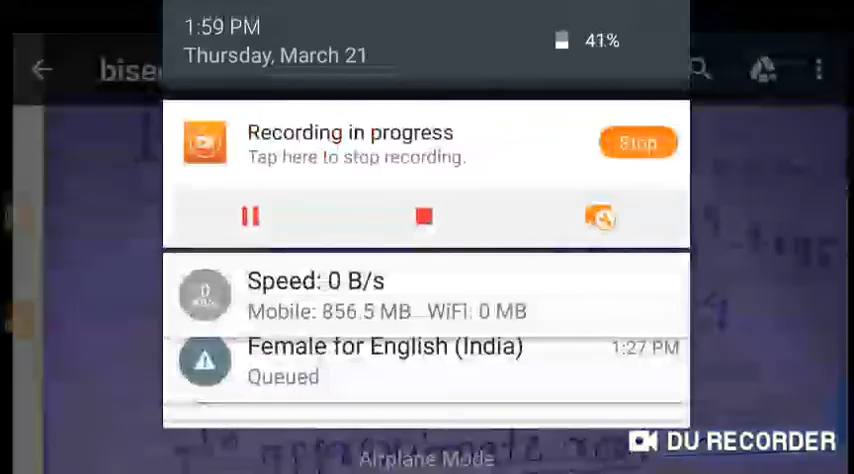 1:59 PM
41%
Thursday, March 21
Recording in progress
Stop
Tap here to stop recording.
Speed: 0 B/s
Mobile: 856.5 MB WiFi: 0 MB
Female for English (India)
1:27 PM
Queued
DU RECORDER
Airplane Mode